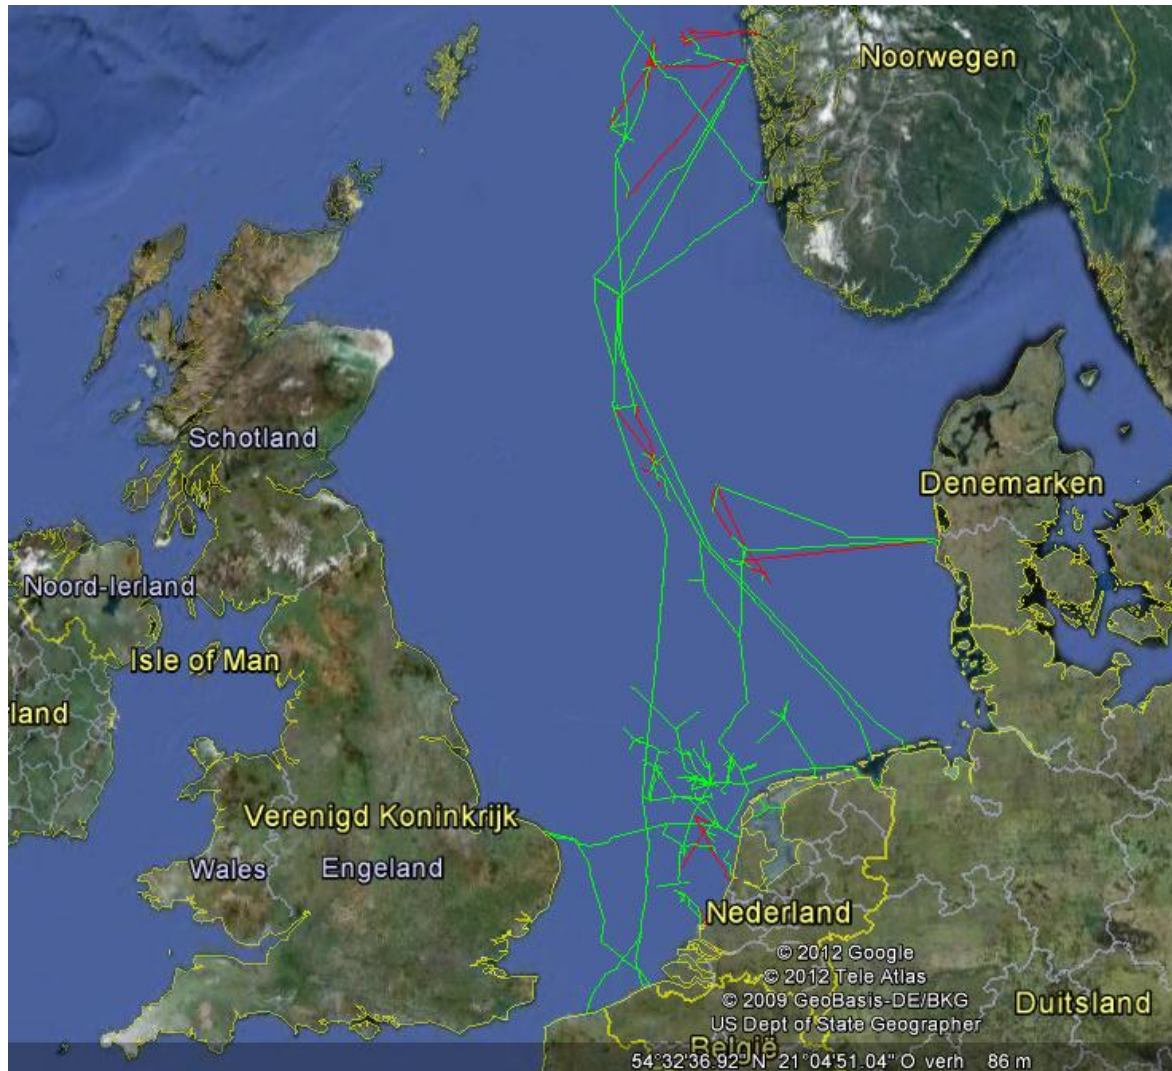 Noorwegen
Schotland
Denemarken
Noord-Ierland
Isle of Man
rland
Verenigd Koninkrijk
Wales
Engeland
Nederland
© 2012 Google
© 2012 Tele Atlas
© 2009 GeoBasis-DE/BKG
Duitsland
US Dept of State Geographer
België
54°32'36.92" N 21°04'51.04" O verh 86 m